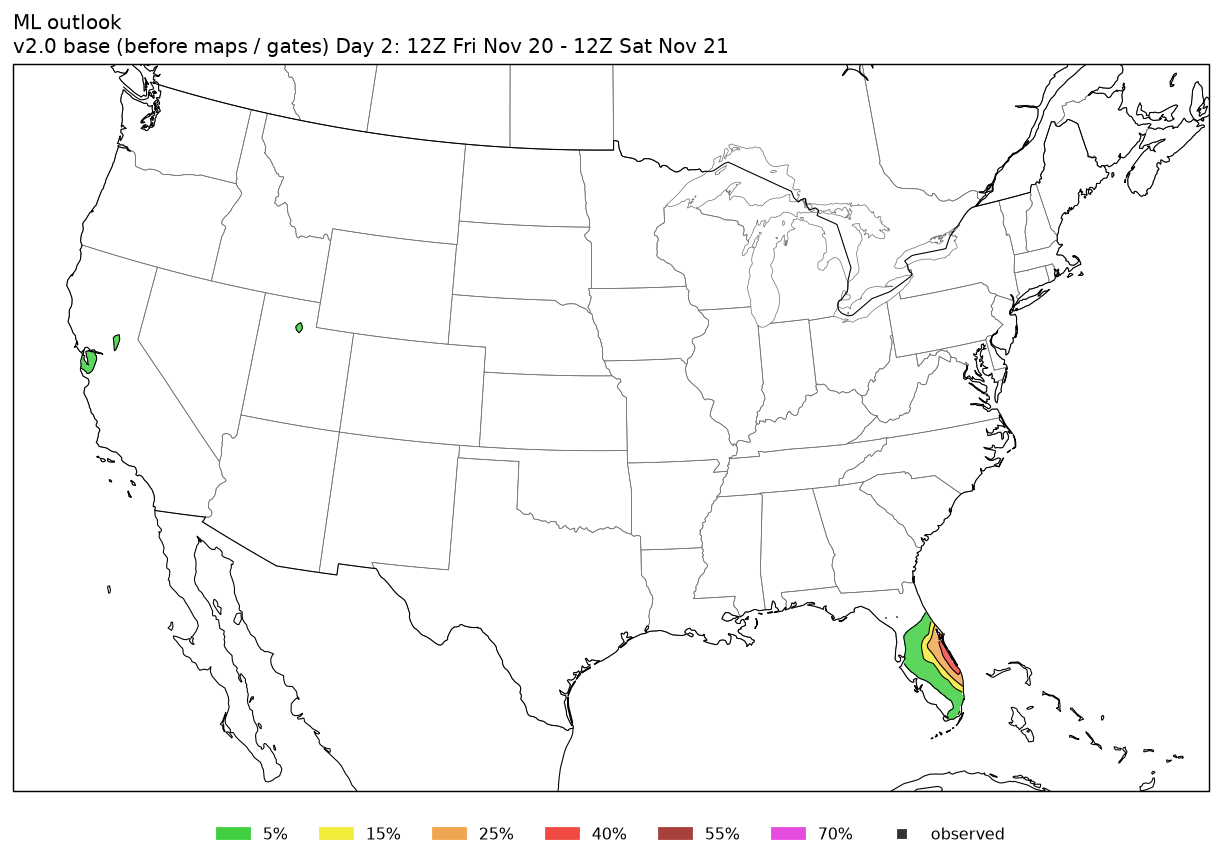 ML outlook
v2.0 base (before maps / gates) Day 2: 12Z Fri Nov 20 - 12Z Sat Nov 21
5% 15% 25% 40% 55% 70% observed